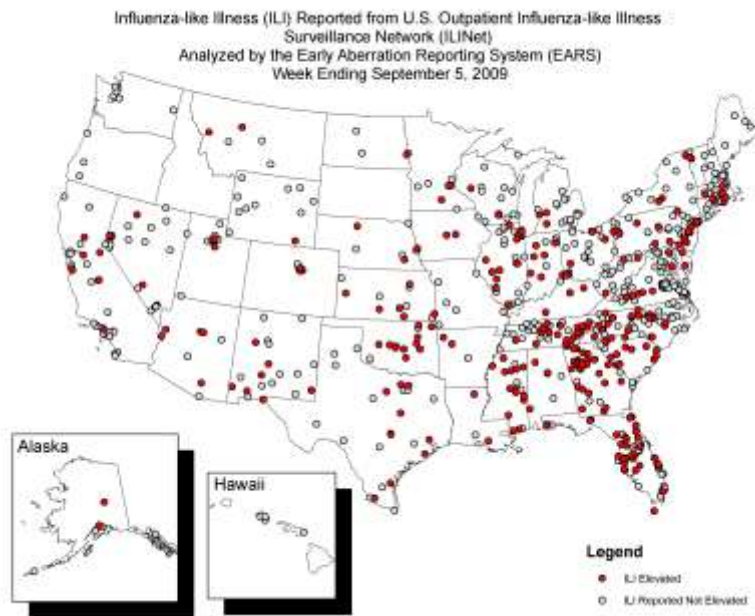 Influenza-like Illness (ILI) Reported from U.S. Outpatient Influenza-like Illness
Surveillance Network (ILINet)
Analyzed by the Early Aberration Reporting System (EARS)
Week Ending September 5, 2009
Alaska
Hawaii
Legend
ILI Elevated
ILI Reported Not Elevated